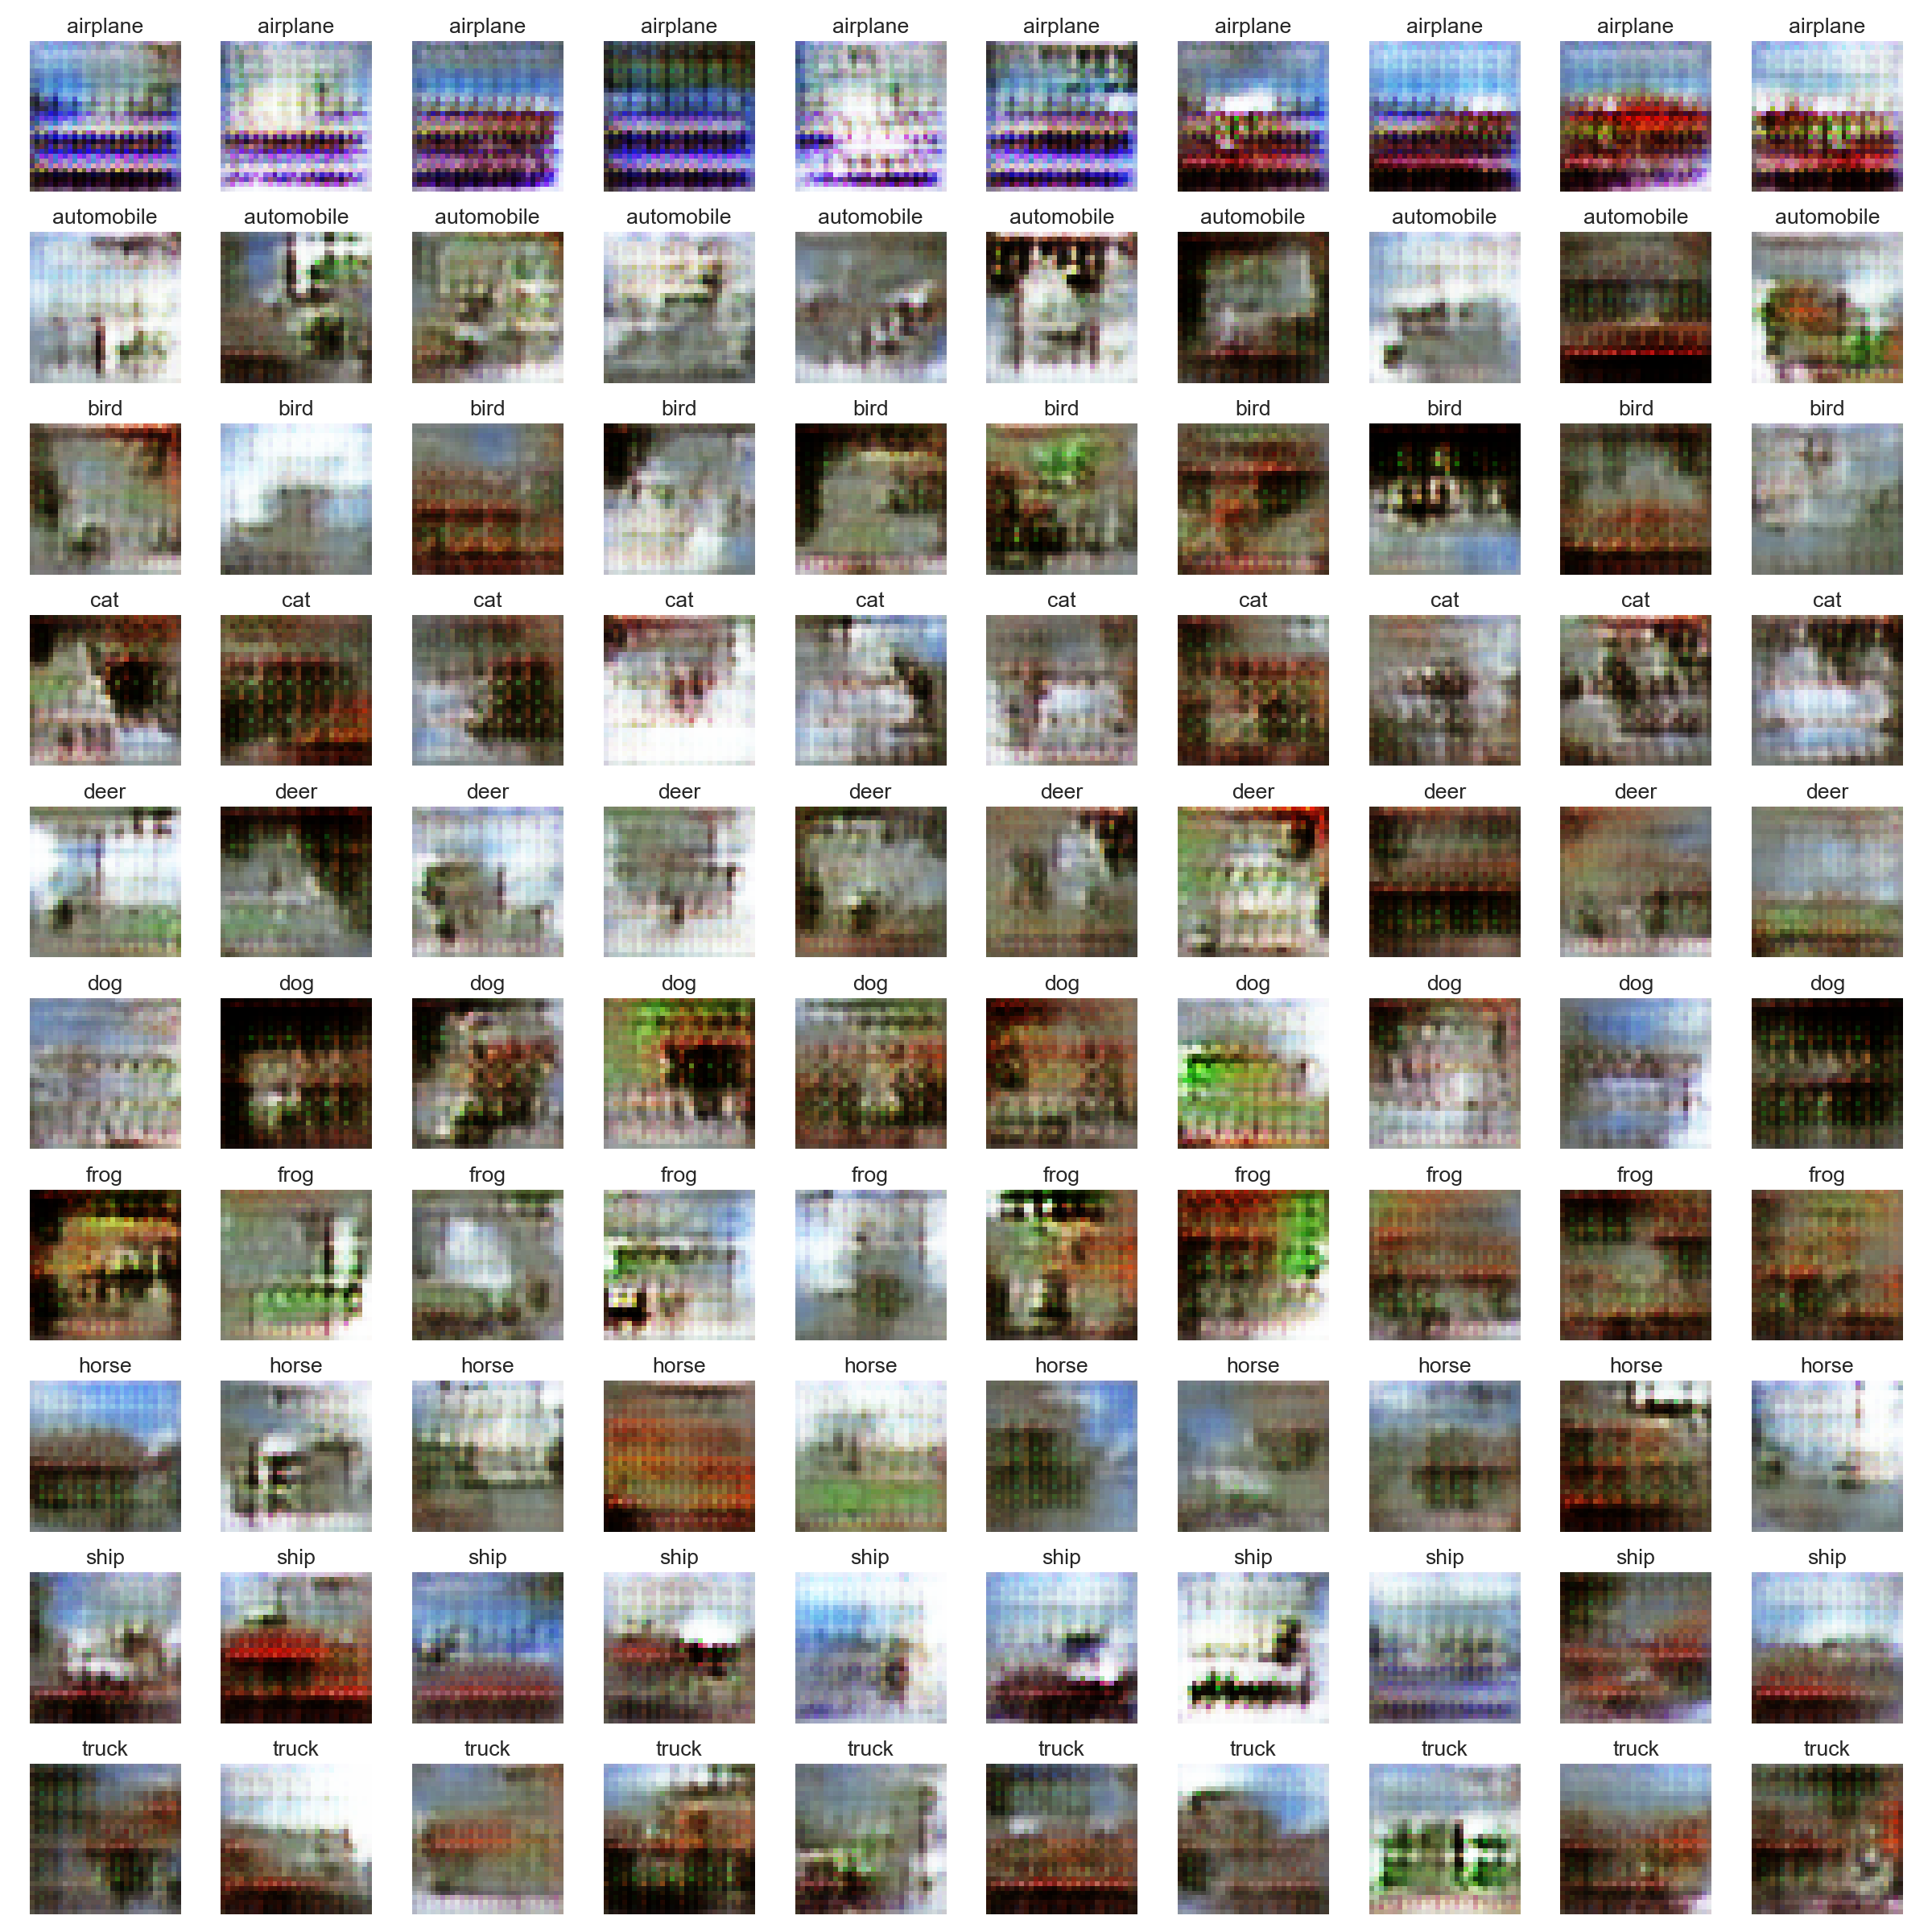 airplane airplane airplane airplane airplane airplane airplane airplane airplane airplane
automobile automobile automobile automobile automobile automobile automobile automobile automobile automobile
bird bird bird bird bird bird bird bird bird bird
cat cat cat cat cat cat cat cat cat cat
deer deer deer deer deer deer deer deer deer deer
dog dog dog dog dog dog dog dog dog dog
frog frog frog frog frog frog frog frog frog frog
horse horse horse horse horse horse horse horse horse horse
ship ship ship ship ship ship ship ship ship ship
truck truck truck truck truck truck truck truck truck truck